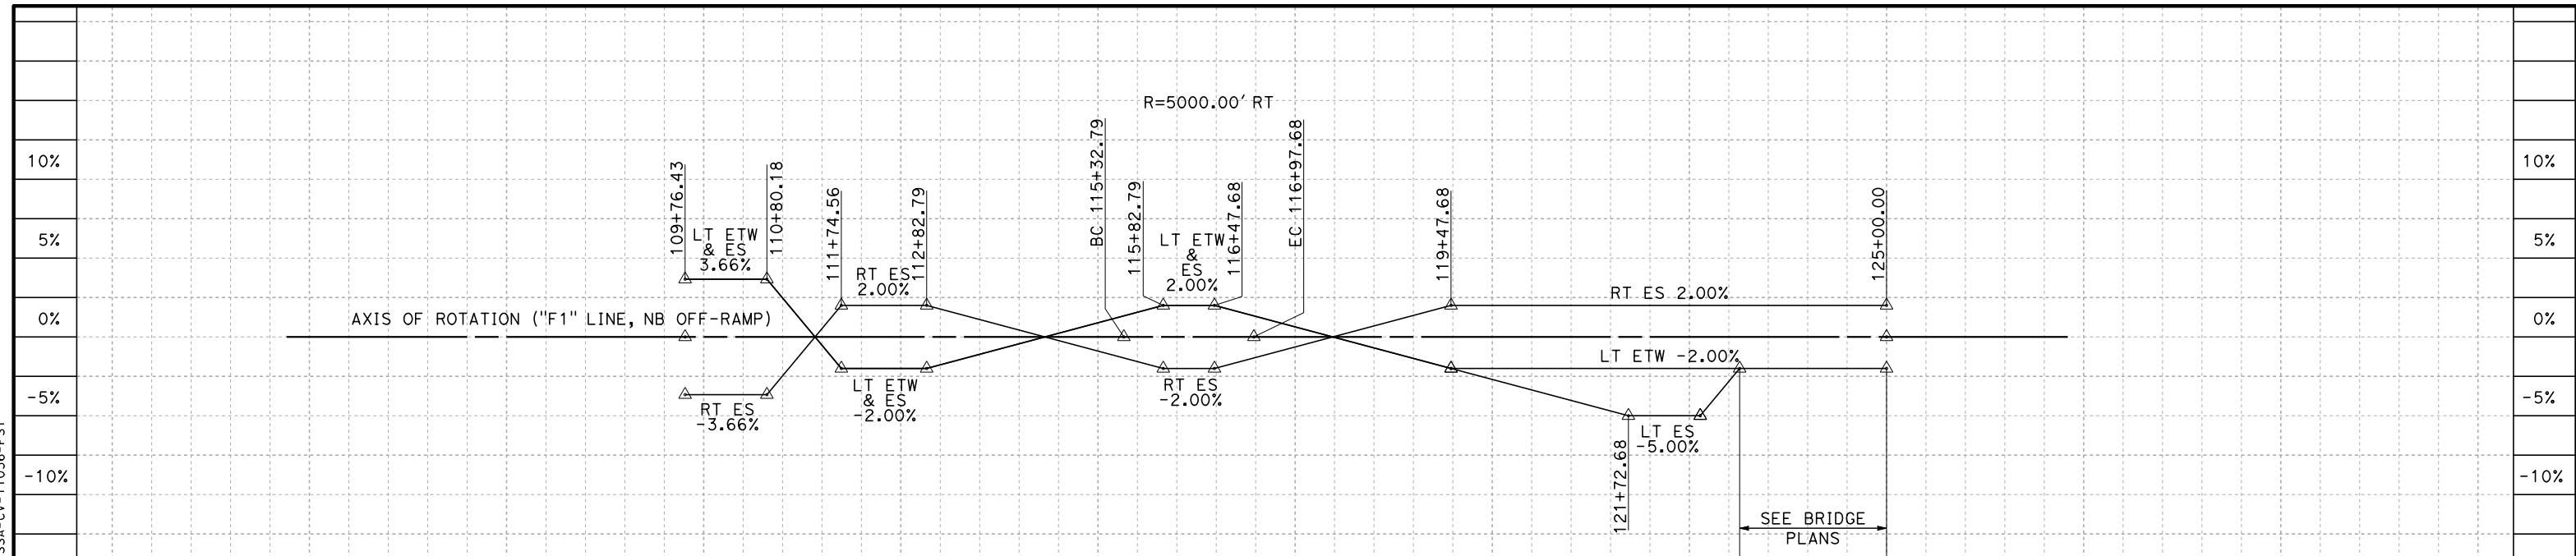 R=5000.00' RT
10%
5%
0%
-5%
-10%
109+76.43
LT ETW
& ES
3.66%
110+80.18
111+74.56
RT ES
2.00%
112+82.79
BC 115+32.79
115+82.79
LT ETW
&
ES
2.00%
116+47.68
EC 116+97.68
119+47.68
RT ES 2.00%
125+00.00
AXIS OF ROTATION ("F1" LINE, NB OFF-RAMP)
RT ES
-3.66%
LT ETW
& ES
-2.00%
RT ES
-2.00%
LT ETW -2.00%
121+72.68
LT ES
-5.00%
SEE BRIDGE
PLANS
10%
5%
0%
-5%
-10%